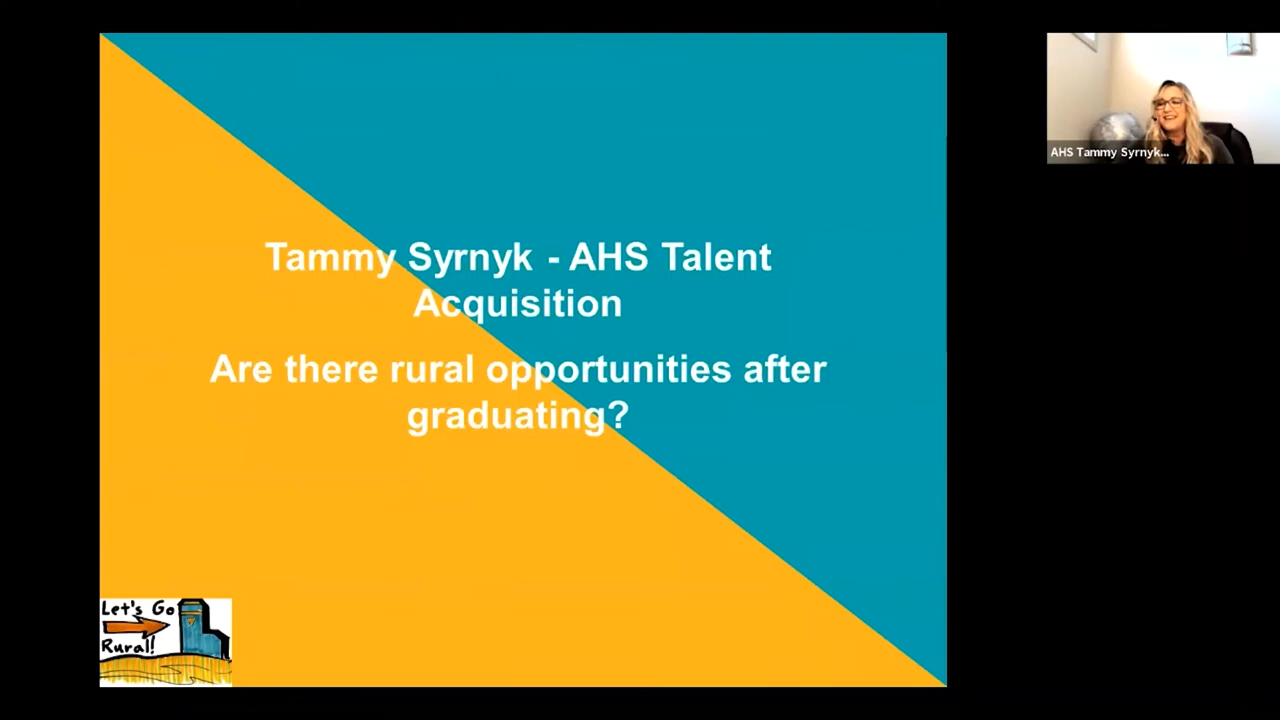 Tammy Syrnyk - AHS Talent
Acquisition
Are there rural opportunities after
graduating?
AHS Tammy Syrnyk...
Let's Go
Rural!